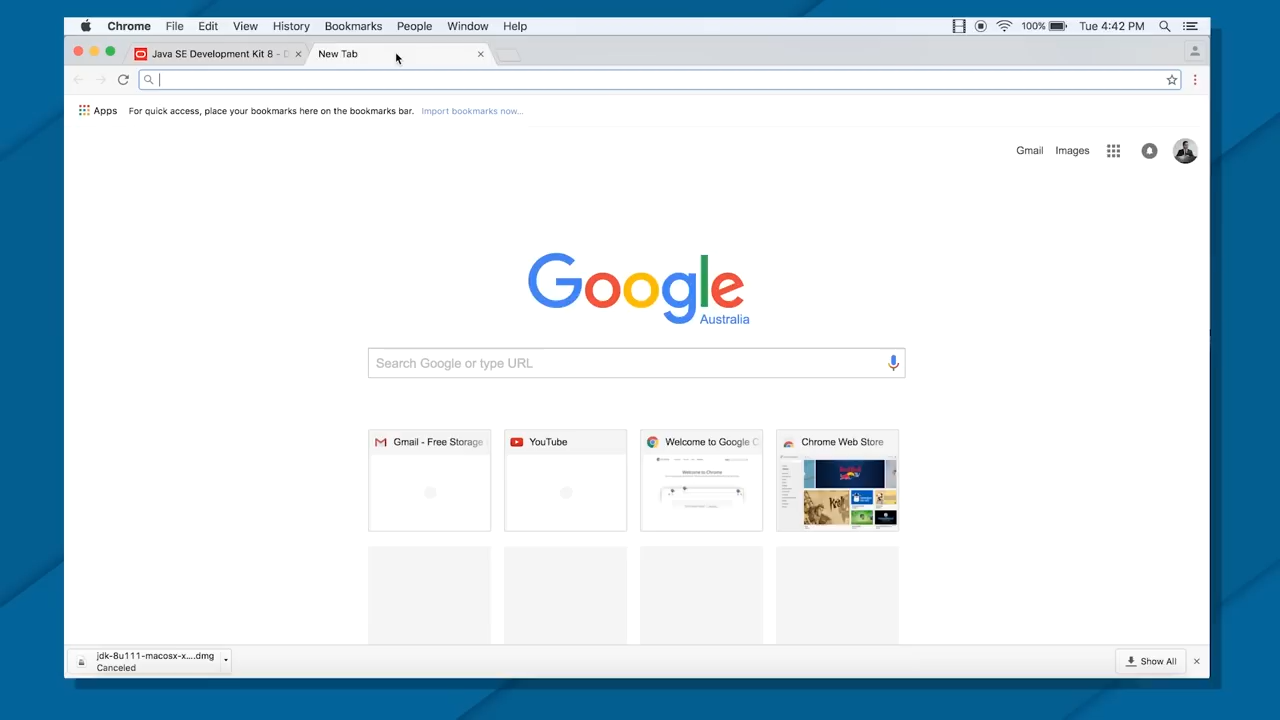 Chrome File Edit View History Bookmarks People Window Help 100% Tue 4:42 PM
Java SE Development Kit 8 - D New Tab
Apps For quick access, place your bookmarks here on the bookmarks bar. Import bookmarks now...
Gmail Images
Google
Australia
Search Google or type URL
Gmail - Free Storage YouTube Welcome to Google C Chrome Web Store
Welcome to Chrome
jdk-8u111-macosx-x....dmg
Canceled
Show All